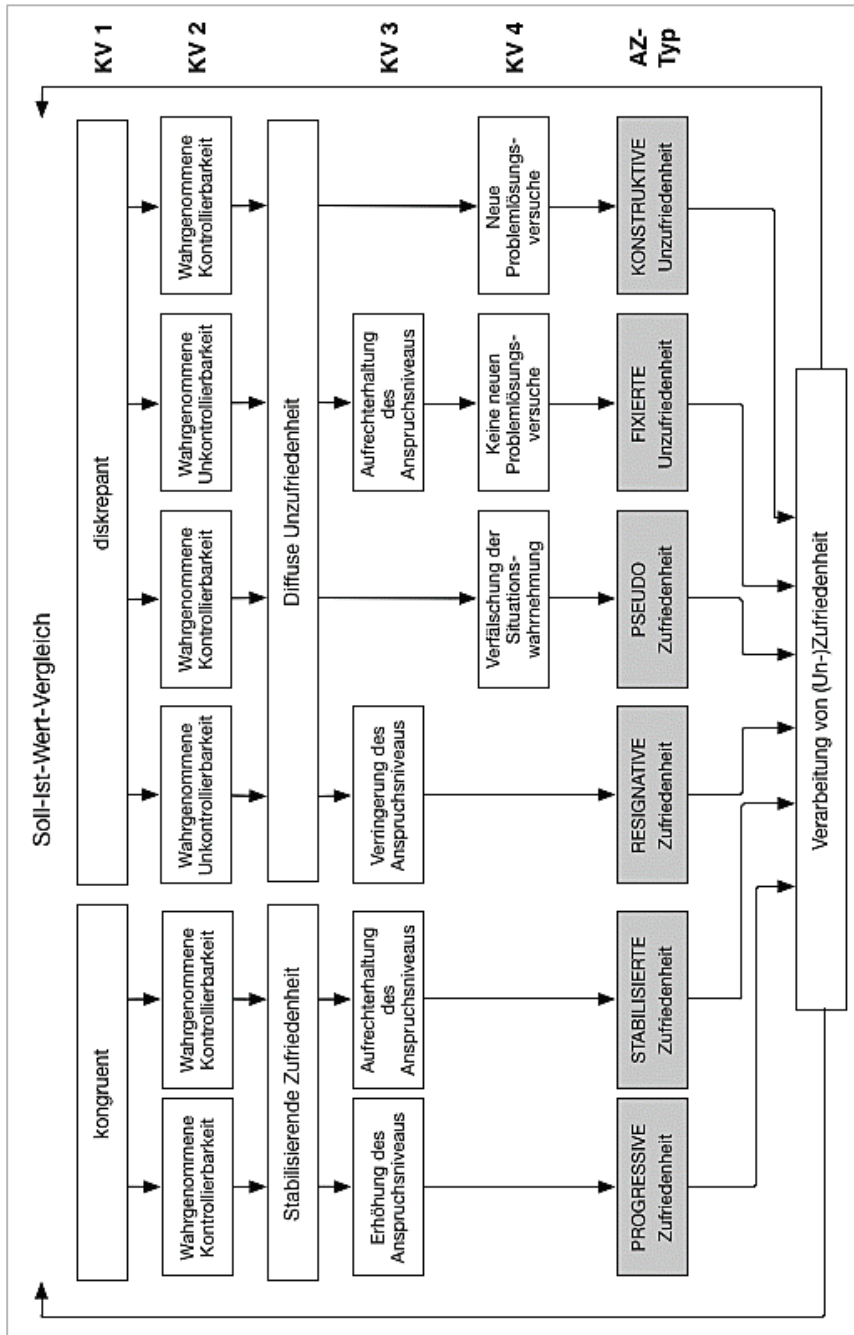 Soll-Ist-Wert-Vergleich
KV 1
kongruent
diskrepant
KV 2
Wahrgenommene
Kontrollierbarkeit
Wahrgenommene
Kontrollierbarkeit
Wahrgenommene
Unkontrollierbarkeit
Wahrgenommene
Kontrollierbarkeit
Wahrgenommene
Unkontrollierbarkeit
Wahrgenommene
Kontrollierbarkeit
Stabilisierende Zufriedenheit
Diffuse Unzufriedenheit
KV 3
Erhöhung des
Anspruchsniveaus
Aufrechterhaltung
des
Anspruchsniveaus
Verringerung des
Anspruchsniveaus
Aufrechterhaltung
des
Anspruchsniveaus
KV 4
Verfälschung der
Situations-
wahrnehmung
Keine neuen
Problemlösungs-
versuche
Neue
Problemlösungs-
versuche
AZ-
Typ
PROGRESSIVE
Zufriedenheit
STABILISIERTE
Zufriedenheit
RESIGNATIVE
Zufriedenheit
PSEUDO
Zufriedenheit
FIXIERTE
Unzufriedenheit
KONSTRUKTIVE
Unzufriedenheit
Verarbeitung von (Un-)Zufriedenheit